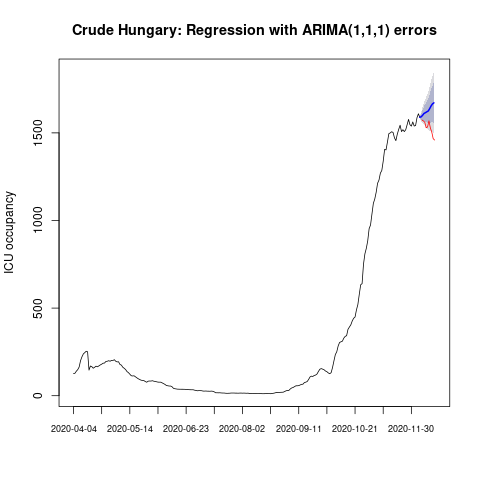 Crude Hungary: Regression with ARIMA(1,1,1) errors
ICU occupancy
1500
1000
500
0
2020-04-04 2020-05-14 2020-06-23 2020-08-02 2020-09-11 2020-10-21 2020-11-30